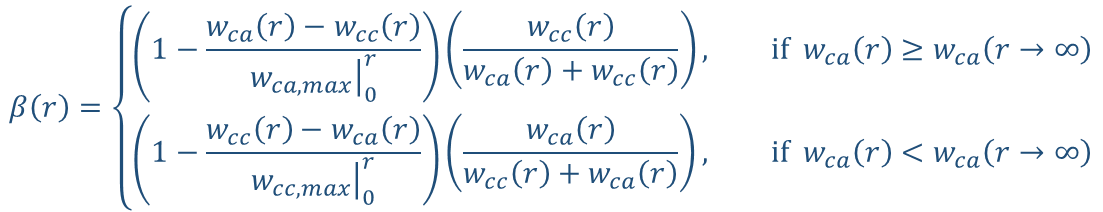 β(r) = { (1 − (w_ca(r) − w_cc(r)) / (w_ca,max|_0^r)) (w_cc(r) / (w_ca(r) + w_cc(r))), if w_ca(r) ≥ w_ca(r → ∞)
(1 − (w_cc(r) − w_ca(r)) / (w_cc,max|_0^r)) (w_ca(r) / (w_cc(r) + w_ca(r))), if w_ca(r) < w_ca(r → ∞)